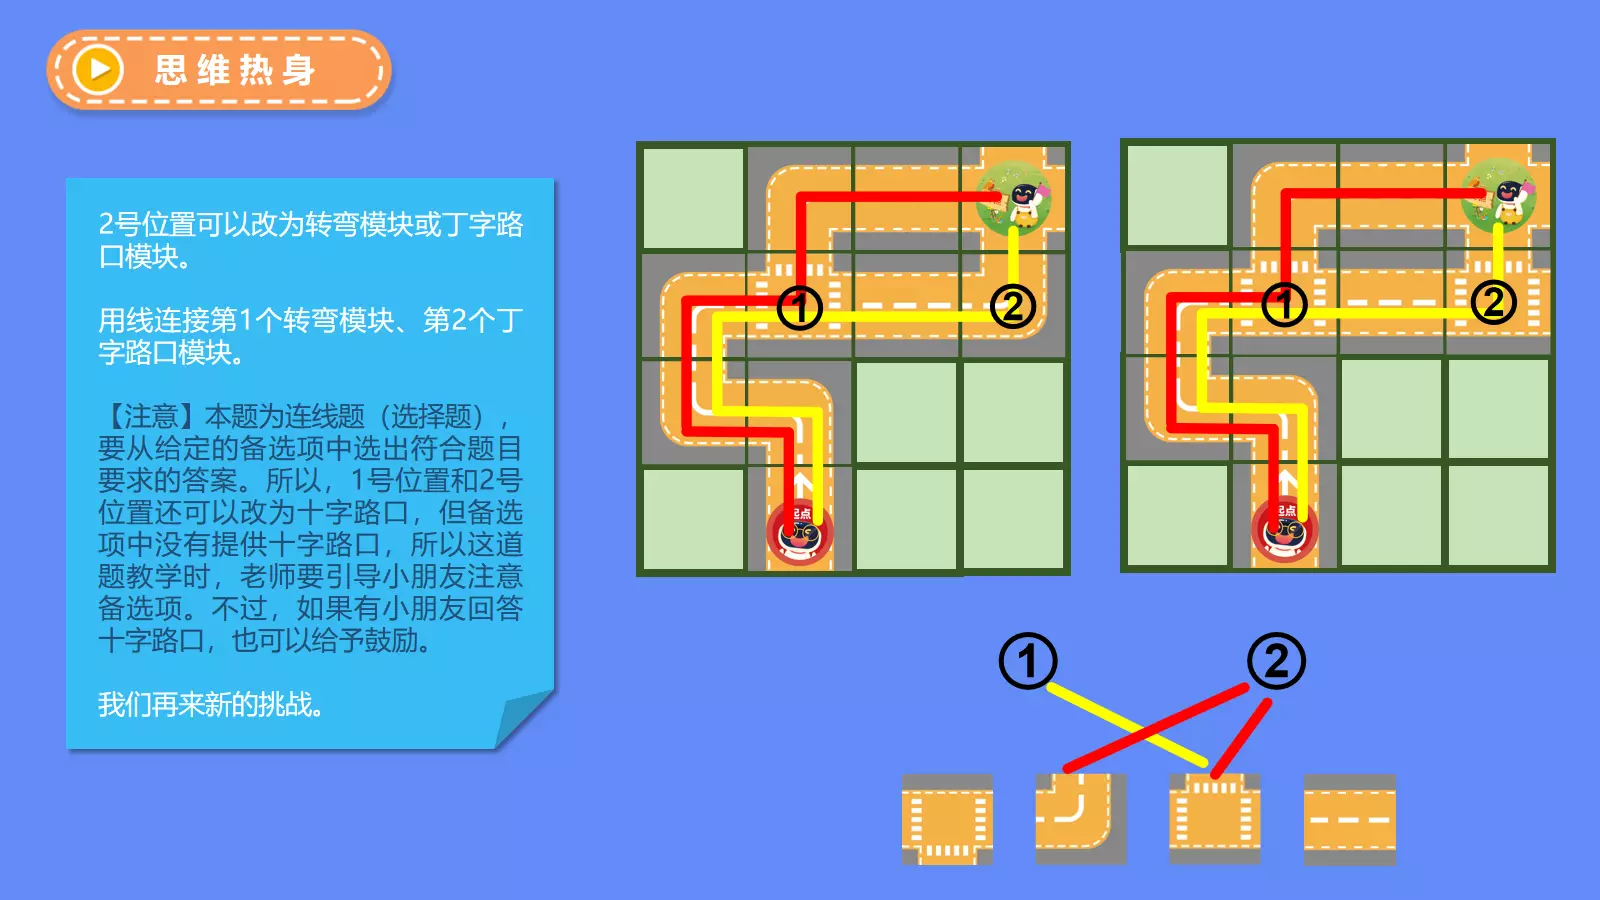 思维热身
2号位置可以改为转弯模块或丁字路
口模块。
用线连接第1个转弯模块、第2个丁
字路口模块。
【注意】本题为连线题（选择题），
要从给定的备选项中选出符合题目
要求的答案。所以，1号位置和2号
位置还可以改为十字路口，但备选
项中没有提供十字路口，所以这道
题教学时，老师要引导小朋友注意
备选项。不过，如果有小朋友回答
十字路口，也可以给予鼓励。
我们再来新的挑战。
①
②
起点
①
②
起点
①
②